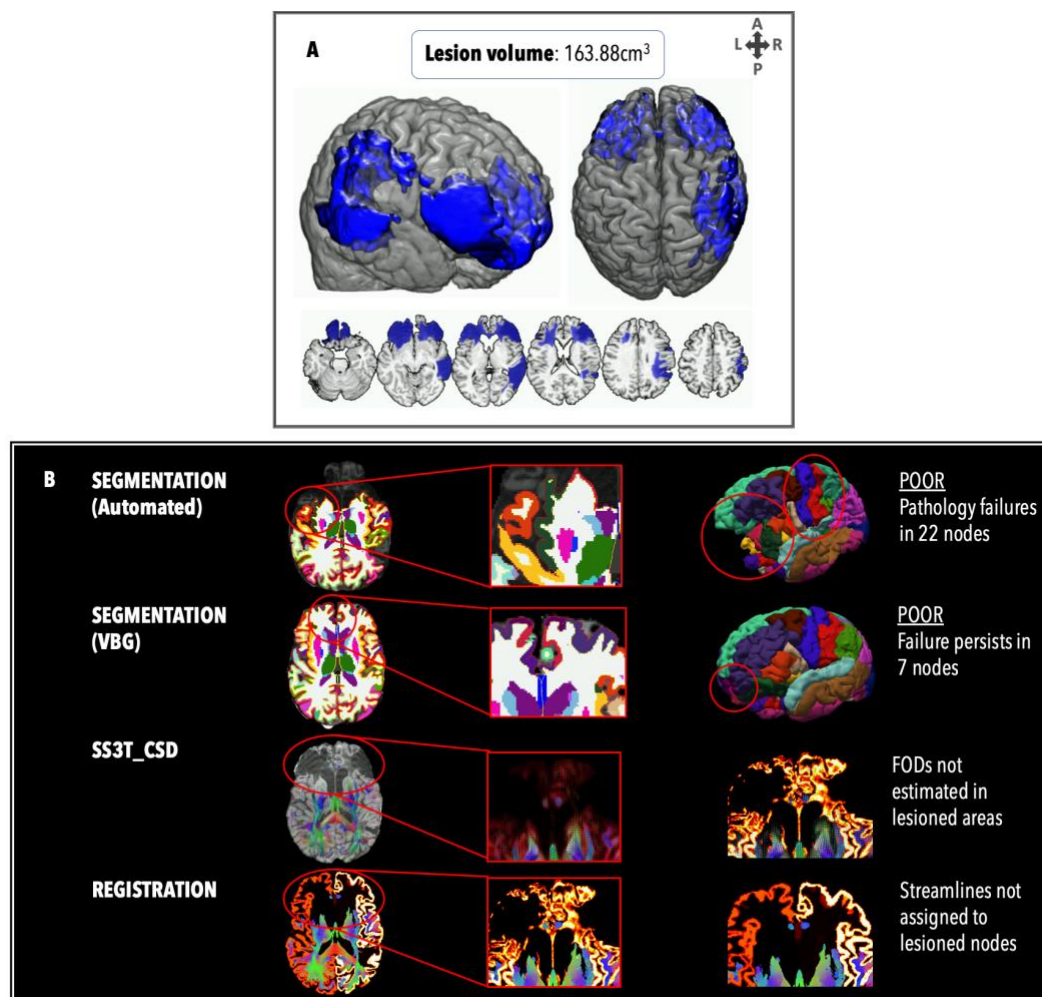 A
Lesion volume: 163.88cm³
A
L R
P
B
SEGMENTATION
(Automated)
POOR
Pathology failures
in 22 nodes
SEGMENTATION
(VBG)
POOR
Failure persists in
7 nodes
SS3T_CSD
FODs not
estimated in
lesioned areas
REGISTRATION
Streamlines not
assigned to
lesioned nodes